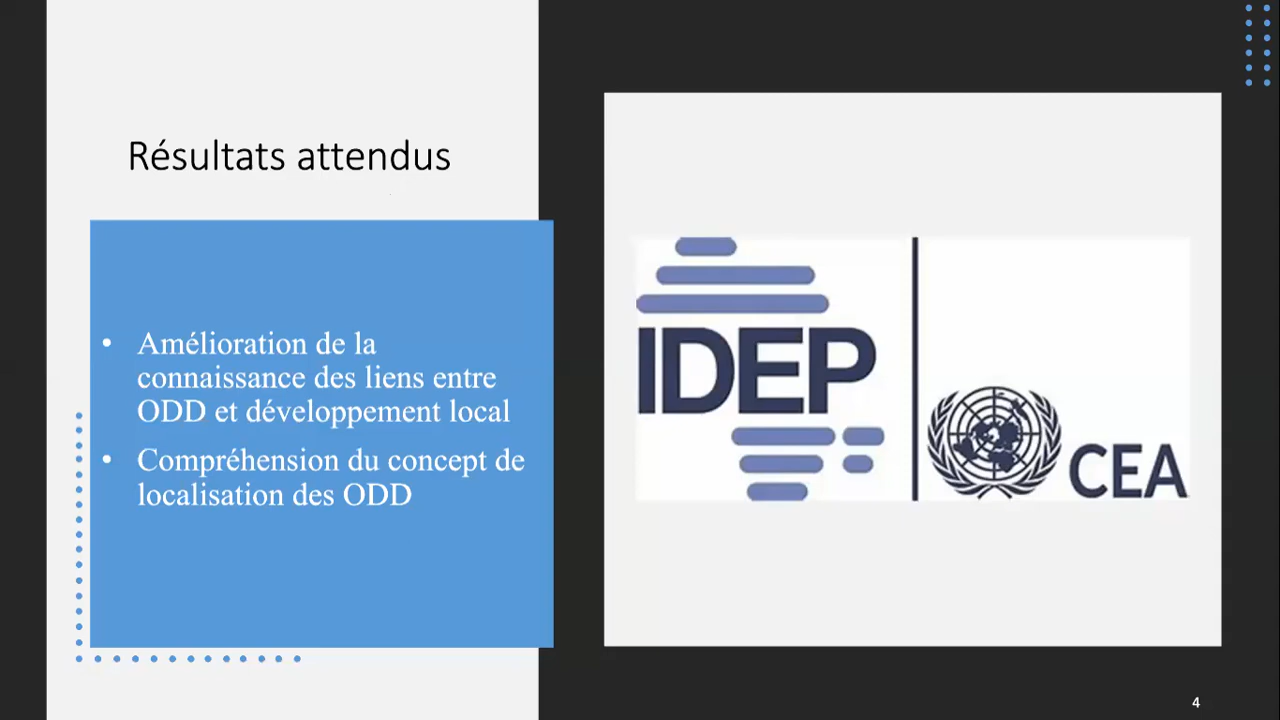 Résultats attendus
• Amélioration de la
connaissance des liens entre
ODD et développement local
• Compréhension du concept de
localisation des ODD
IDEP
CEA
4